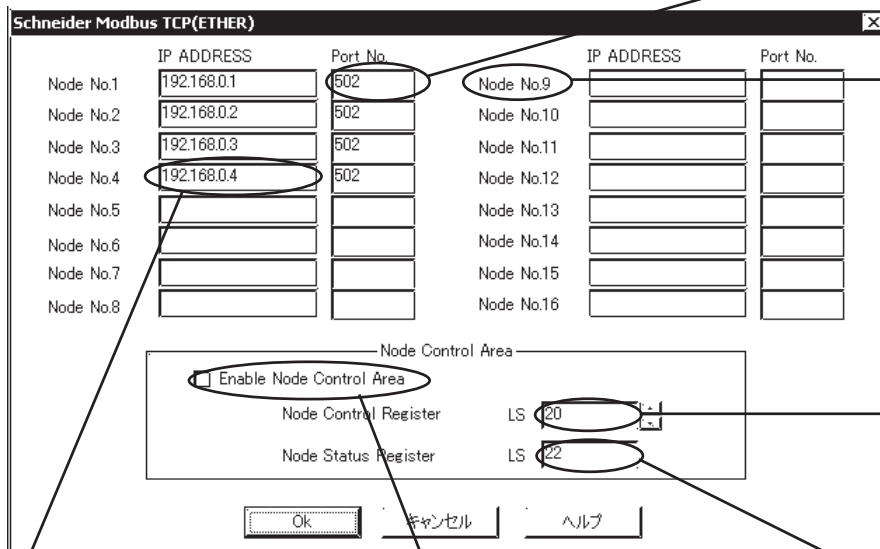 Schneider Modbus TCP(ETHER)
IP ADDRESS Port No. IP ADDRESS Port No.
Node No.1 192.168.0.1 502 Node No.9
Node No.2 192.168.0.2 502 Node No.10
Node No.3 192.168.0.3 502 Node No.11
Node No.4 192.168.0.4 502 Node No.12
Node No.5 Node No.13
Node No.6 Node No.14
Node No.7 Node No.15
Node No.8 Node No.16
Node Control Area
Enable Node Control Area
Node Control Register LS 20
Node Status Register LS 22
Ok キャンセル ヘルプ